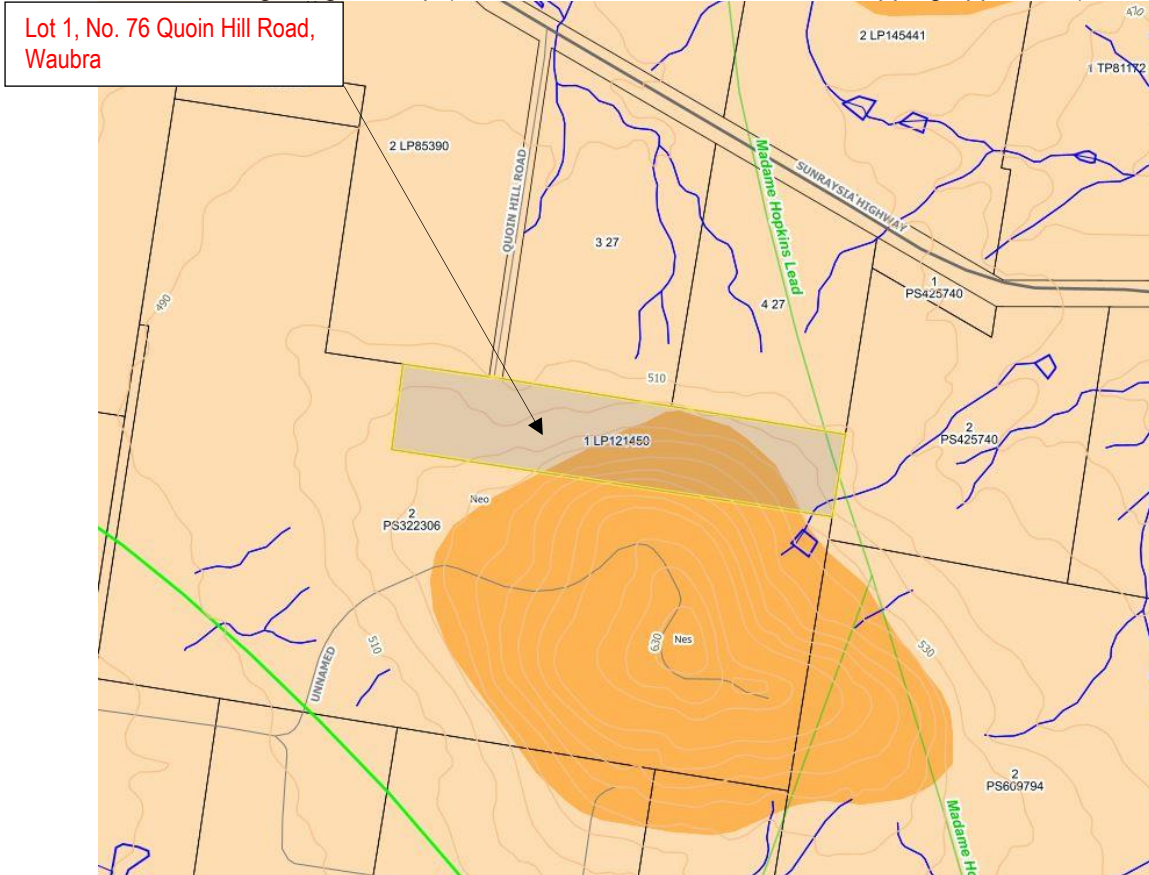 Lot 1, No. 76 Quoin Hill Road,
Waubra
470
2 LP145441
1 TP81172
2 LP85390
QUOIN HILL ROAD
Madame Hopkins Lead
SUNRAYSIA HIGHWAY
3 27
490
4 27
1
PS425740
510
1 LP121450
2
PS425740
Neo
2
PS322306
510
UNNAMED
630
Nes
530
2
PS609794
Madame Ho